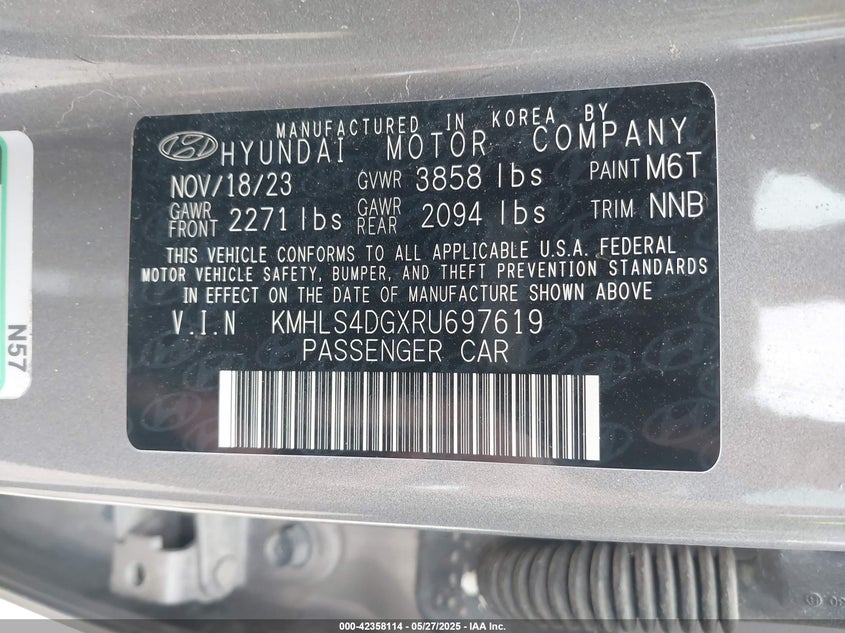 MANUFACTURED IN KOREA BY
HYUNDAI MOTOR COMPANY
NOV/18/23 GVWR 3858 lbs PAINT M6T
GAWR FRONT 2271 lbs GAWR REAR 2094 lbs TRIM NNB
THIS VEHICLE CONFORMS TO ALL APPLICABLE U.S.A. FEDERAL
MOTOR VEHICLE SAFETY, BUMPER, AND THEFT PREVENTION STANDARDS
IN EFFECT ON THE DATE OF MANUFACTURE SHOWN ABOVE
V.I.N KMHLS4DGXRU697619
PASSENGER CAR
N57
000-42358114 - 05/27/2025 - IAA Inc.